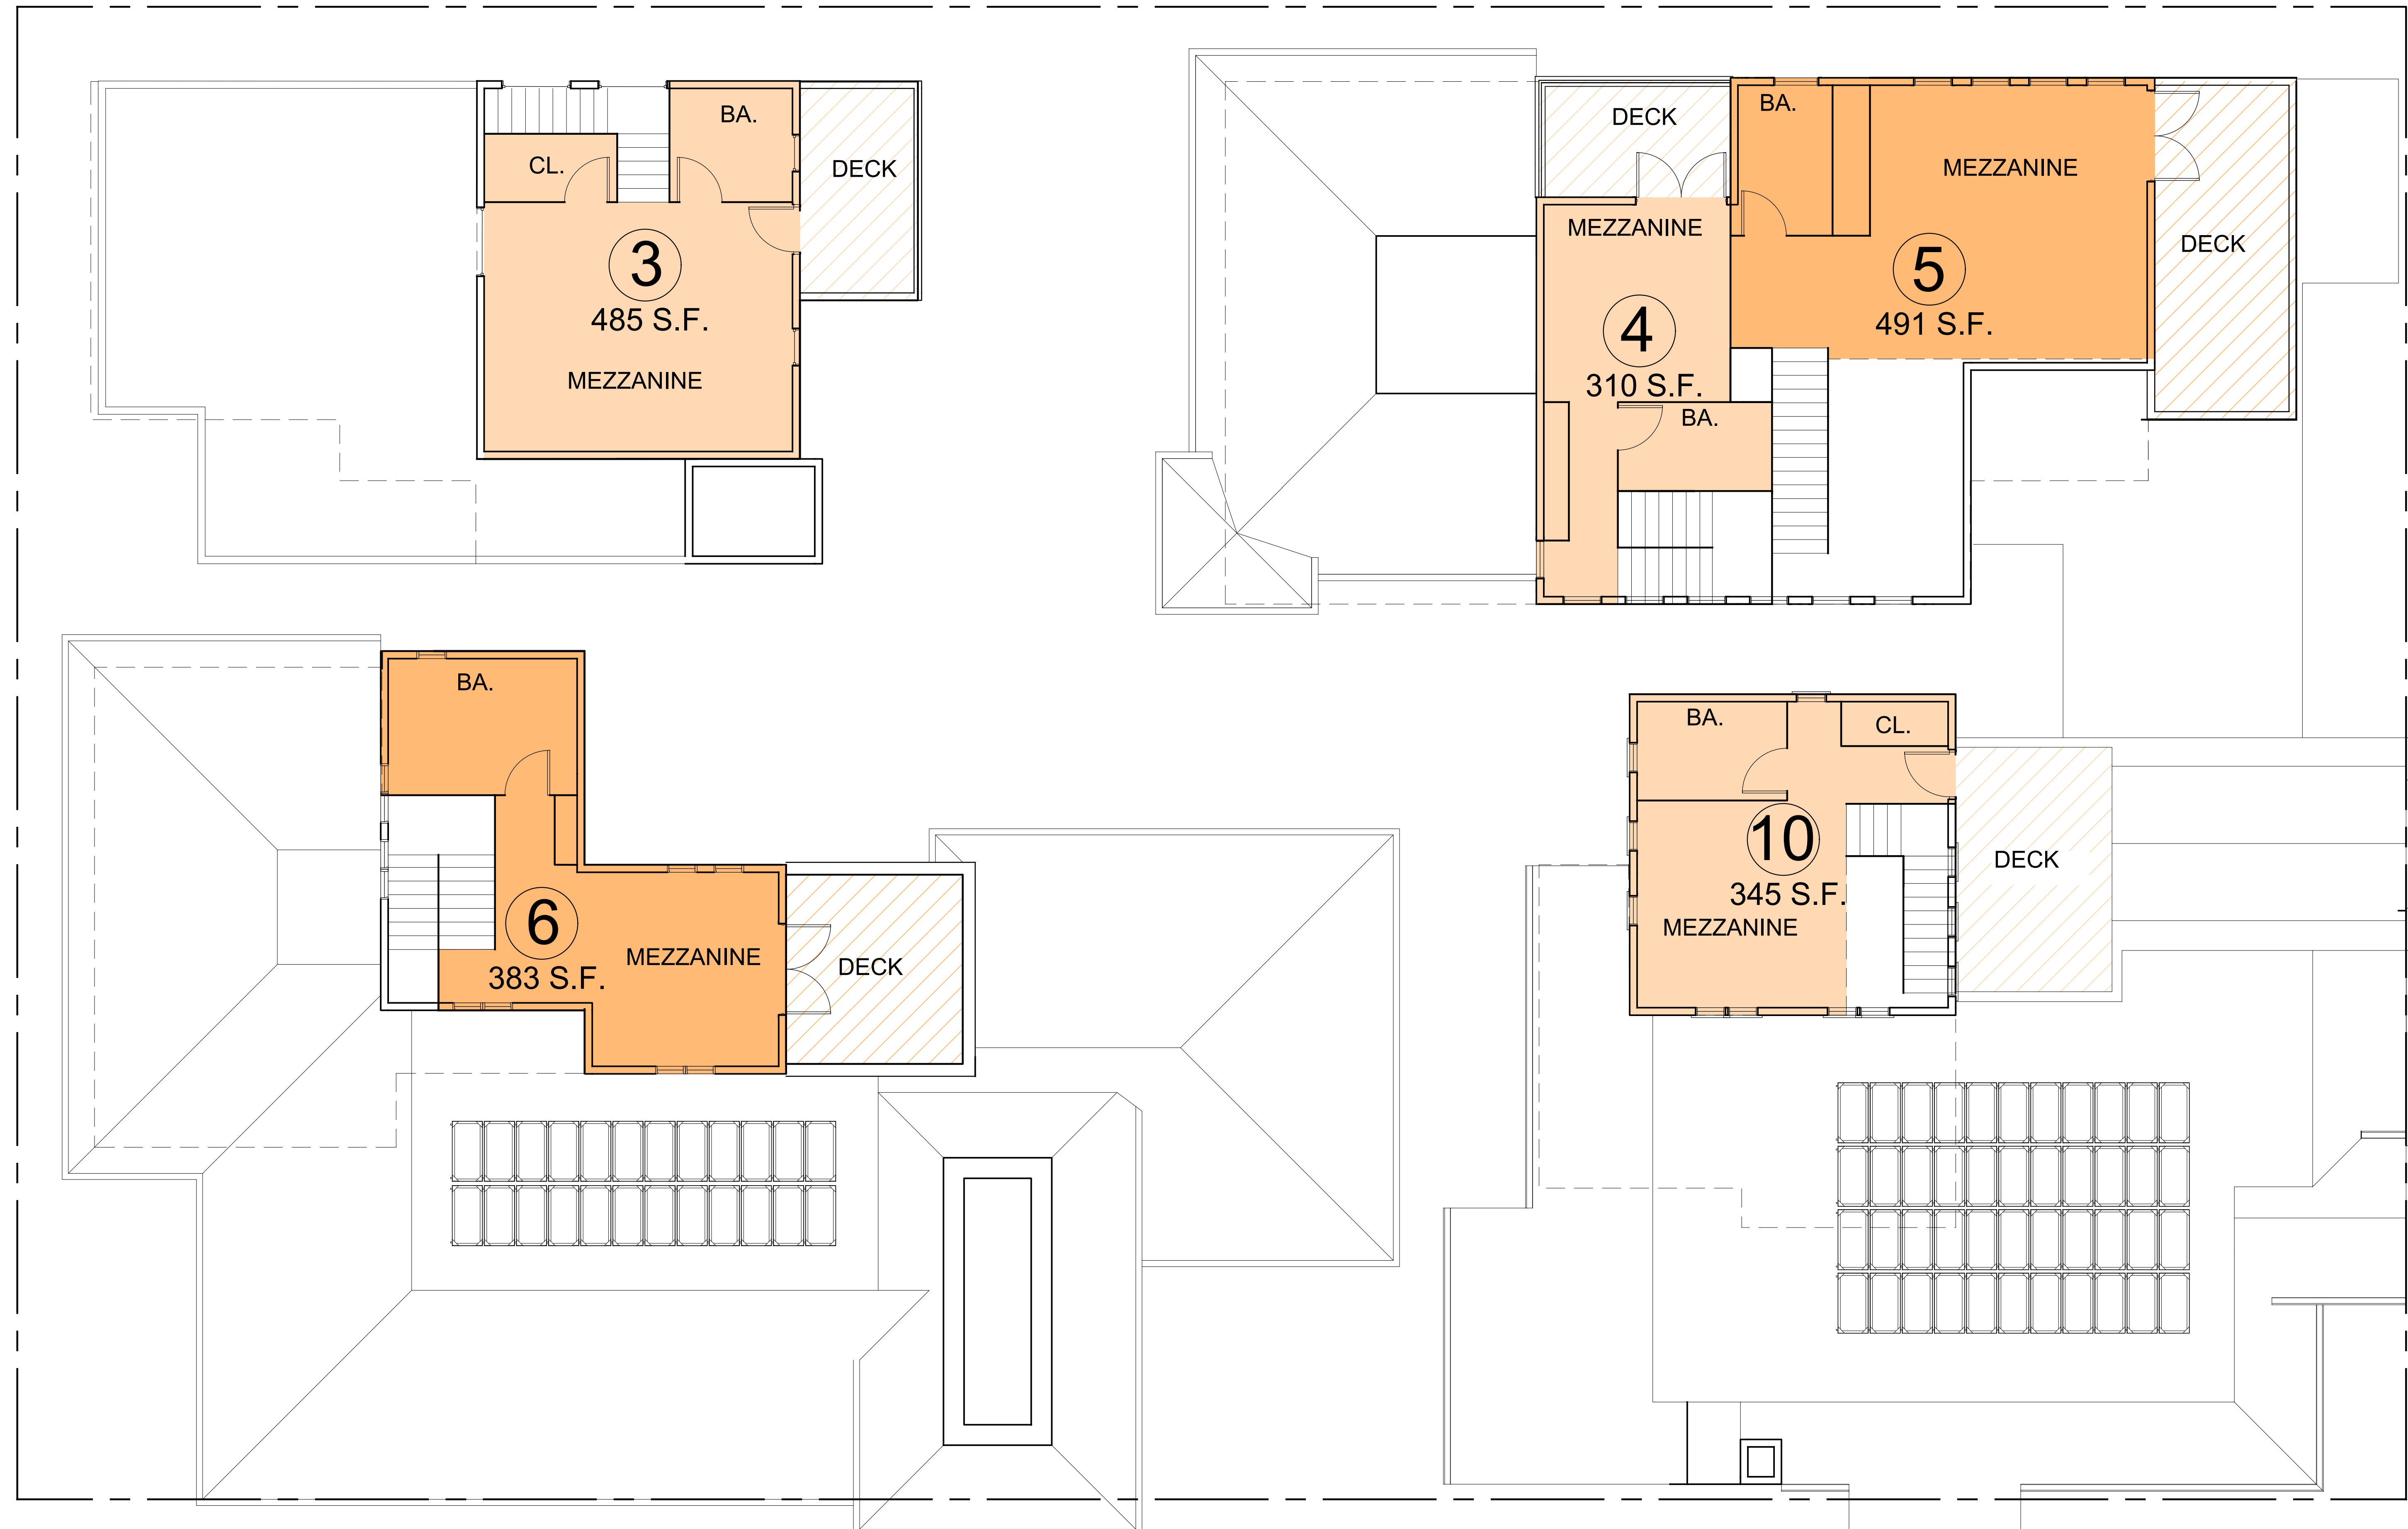 BA.
CL.
DECK
3
485 S.F.
MEZZANINE
DECK
BA.
MEZZANINE
MEZZANINE
DECK
5
491 S.F.
4
310 S.F.
BA.
BA.
6
383 S.F.
MEZZANINE
DECK
BA.
CL.
10
345 S.F.
MEZZANINE
DECK